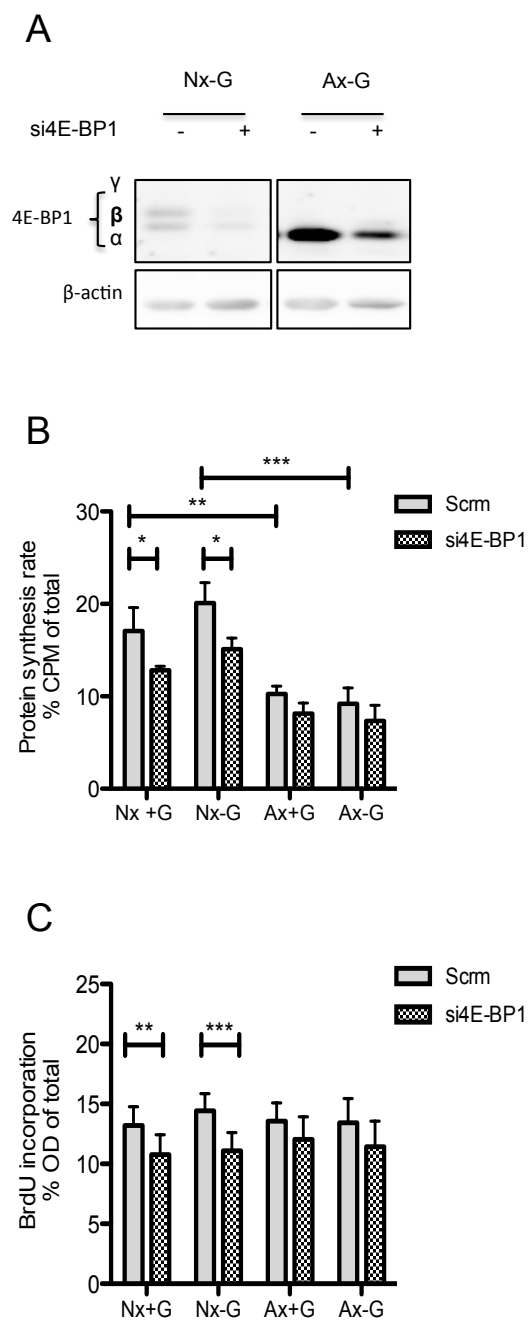 A
Nx-G Ax-G
si4E-BP1 - + - +
γ
4E-BP1 β
α
β-actin
B
***
**
* *
Scrm
si4E-BP1
Protein synthesis rate
% CPM of total
30
20
10
0
Nx +G Nx-G Ax+G Ax-G
C
Scrm
si4E-BP1
** ***
BrdU incorporation
% OD of total
25
20
15
10
5
0
Nx+G Nx-G Ax+G Ax-G